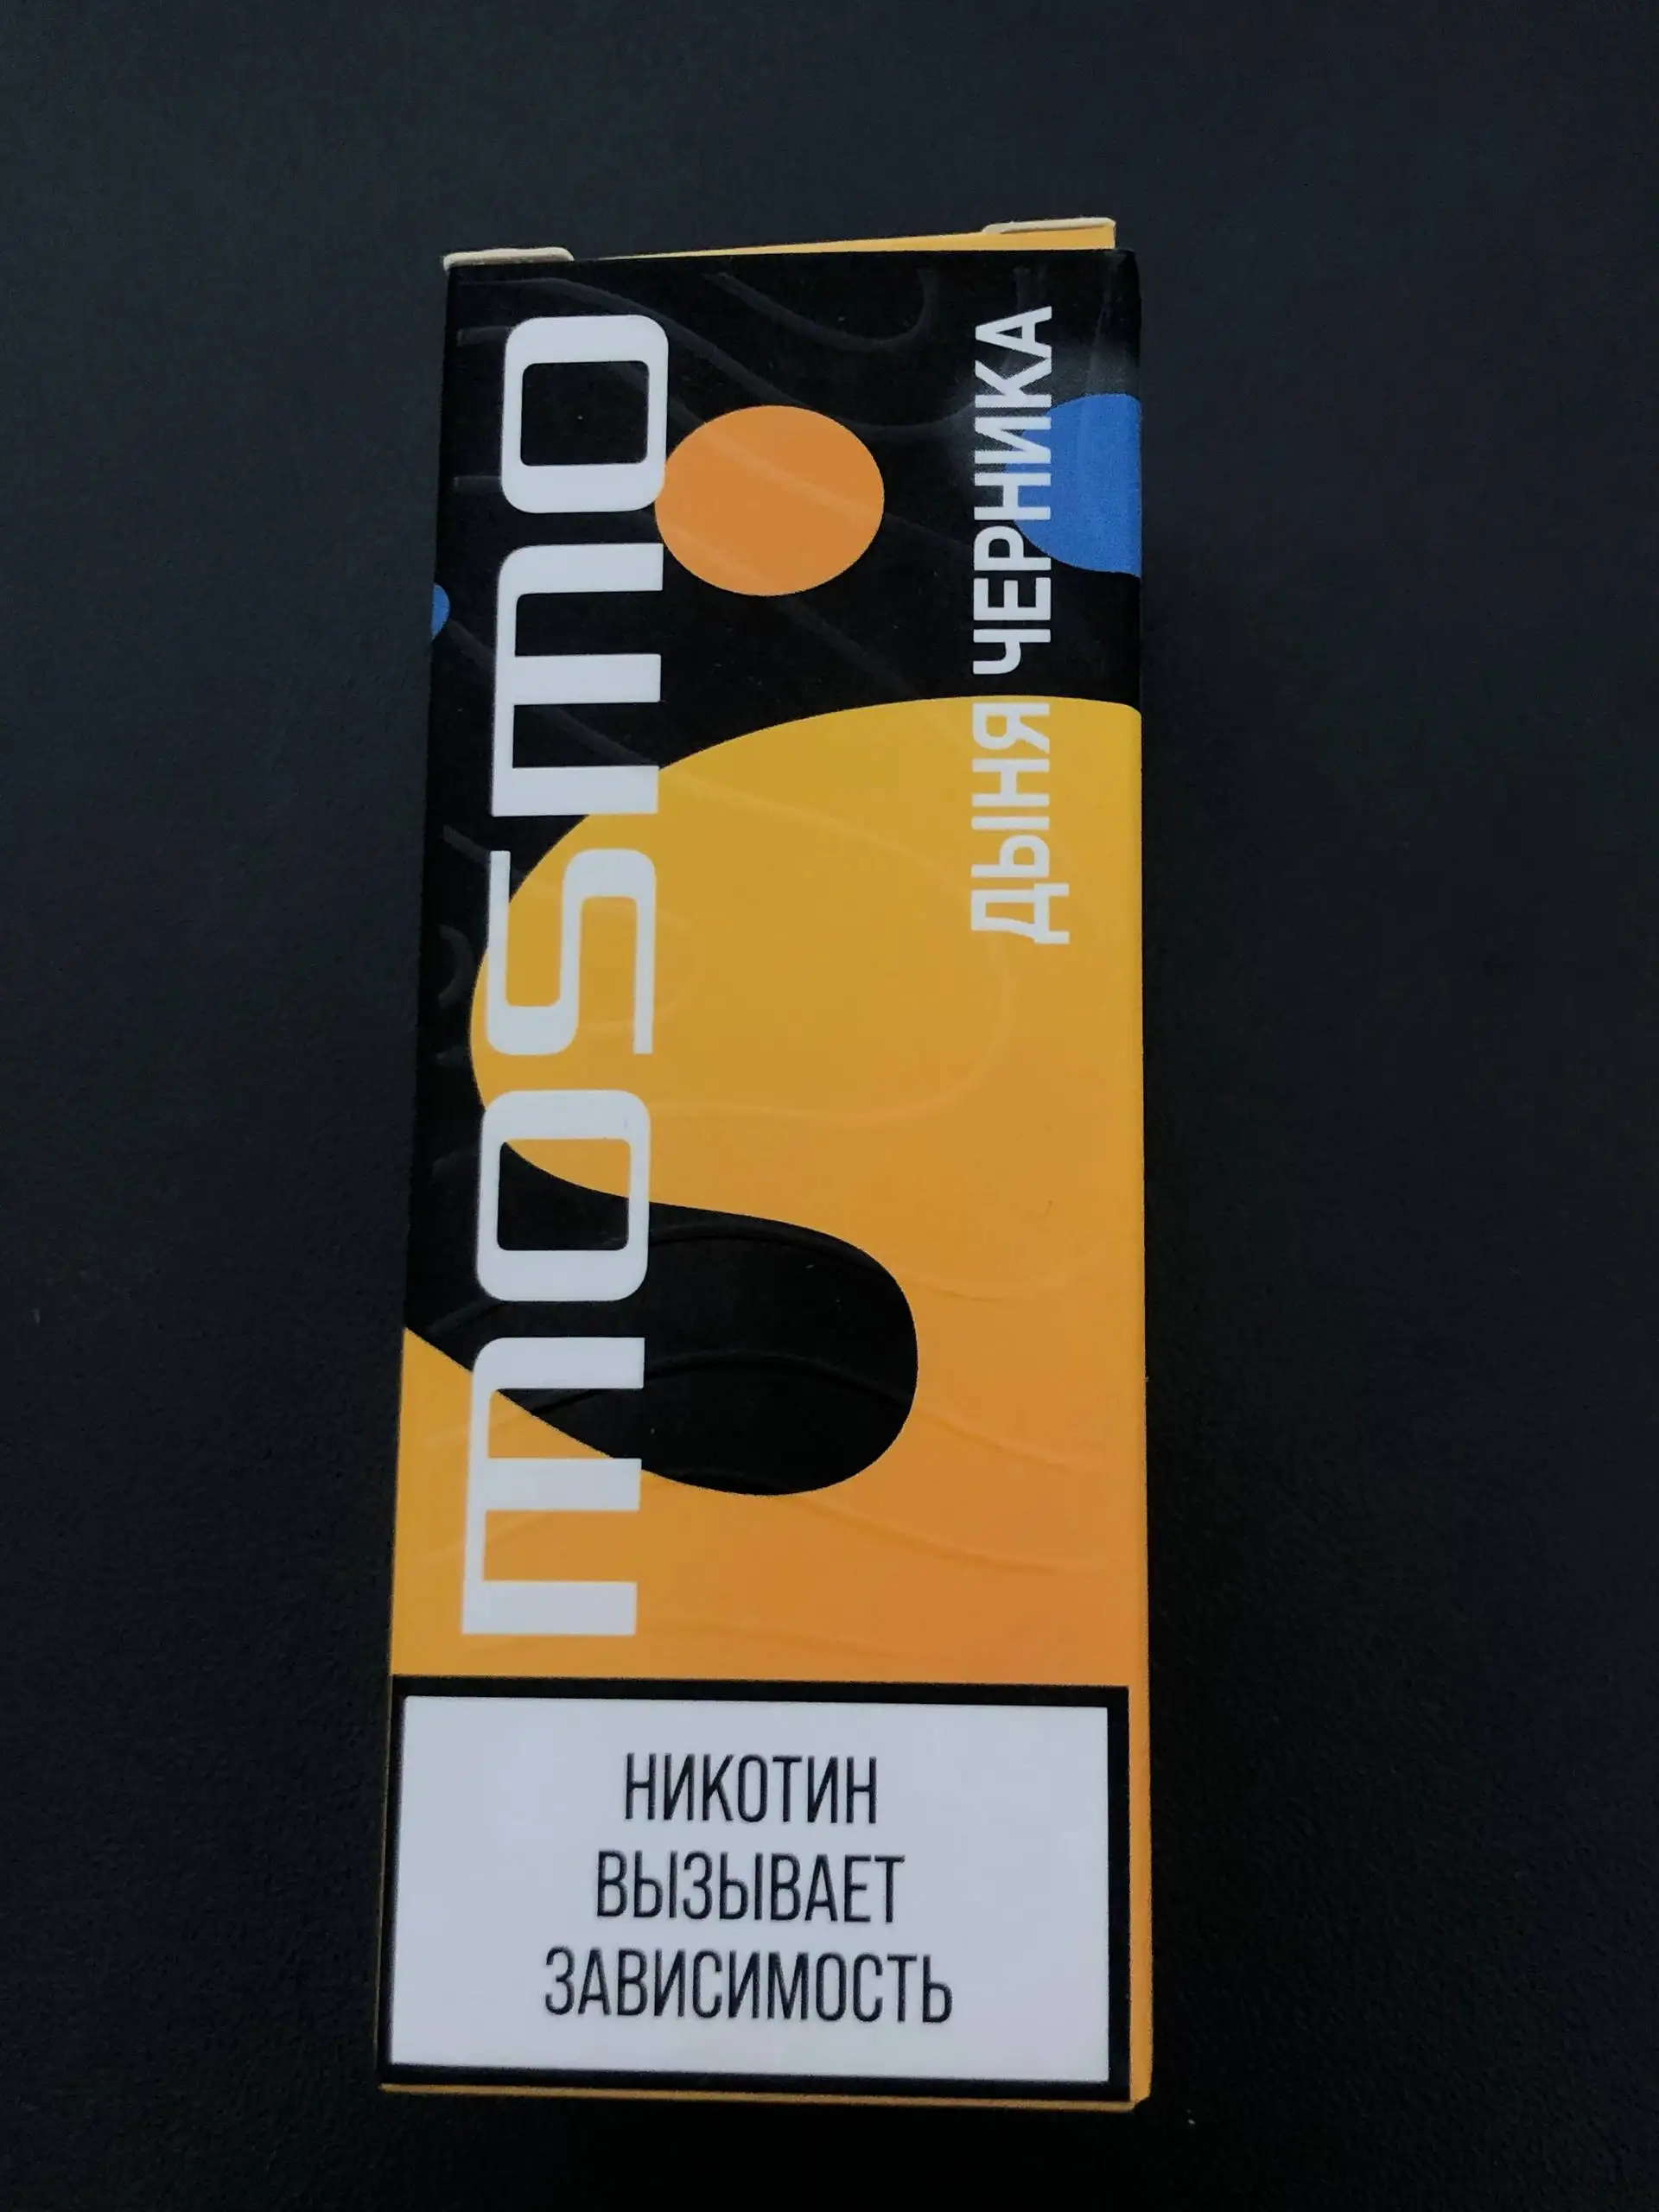 mosmo
ДЫНЯ ЧЕРНИКА
НИКОТИН
ВЫЗЫВАЕТ
ЗАВИСИМОСТЬ